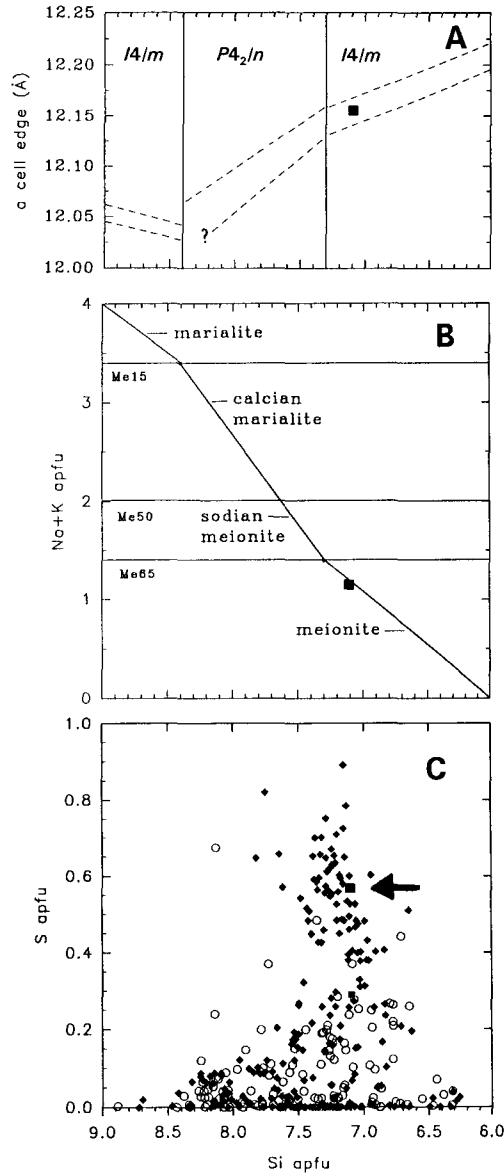 12.25
I4/m P4₂/n I4/m A
12.20
12.15
12.10
12.05
12.00
a cell edge (Å)
?
4
3
2
1
0
Na+K apfu
B
marialite
Me15
calcian
marialite
Me50
sodian
meionite
Me65
meionite
1.0
0.8
0.6
0.4
0.2
0.0
S apfu
C
9.0 8.5 8.0 7.5 7.0 6.5 6.0
Si apfu